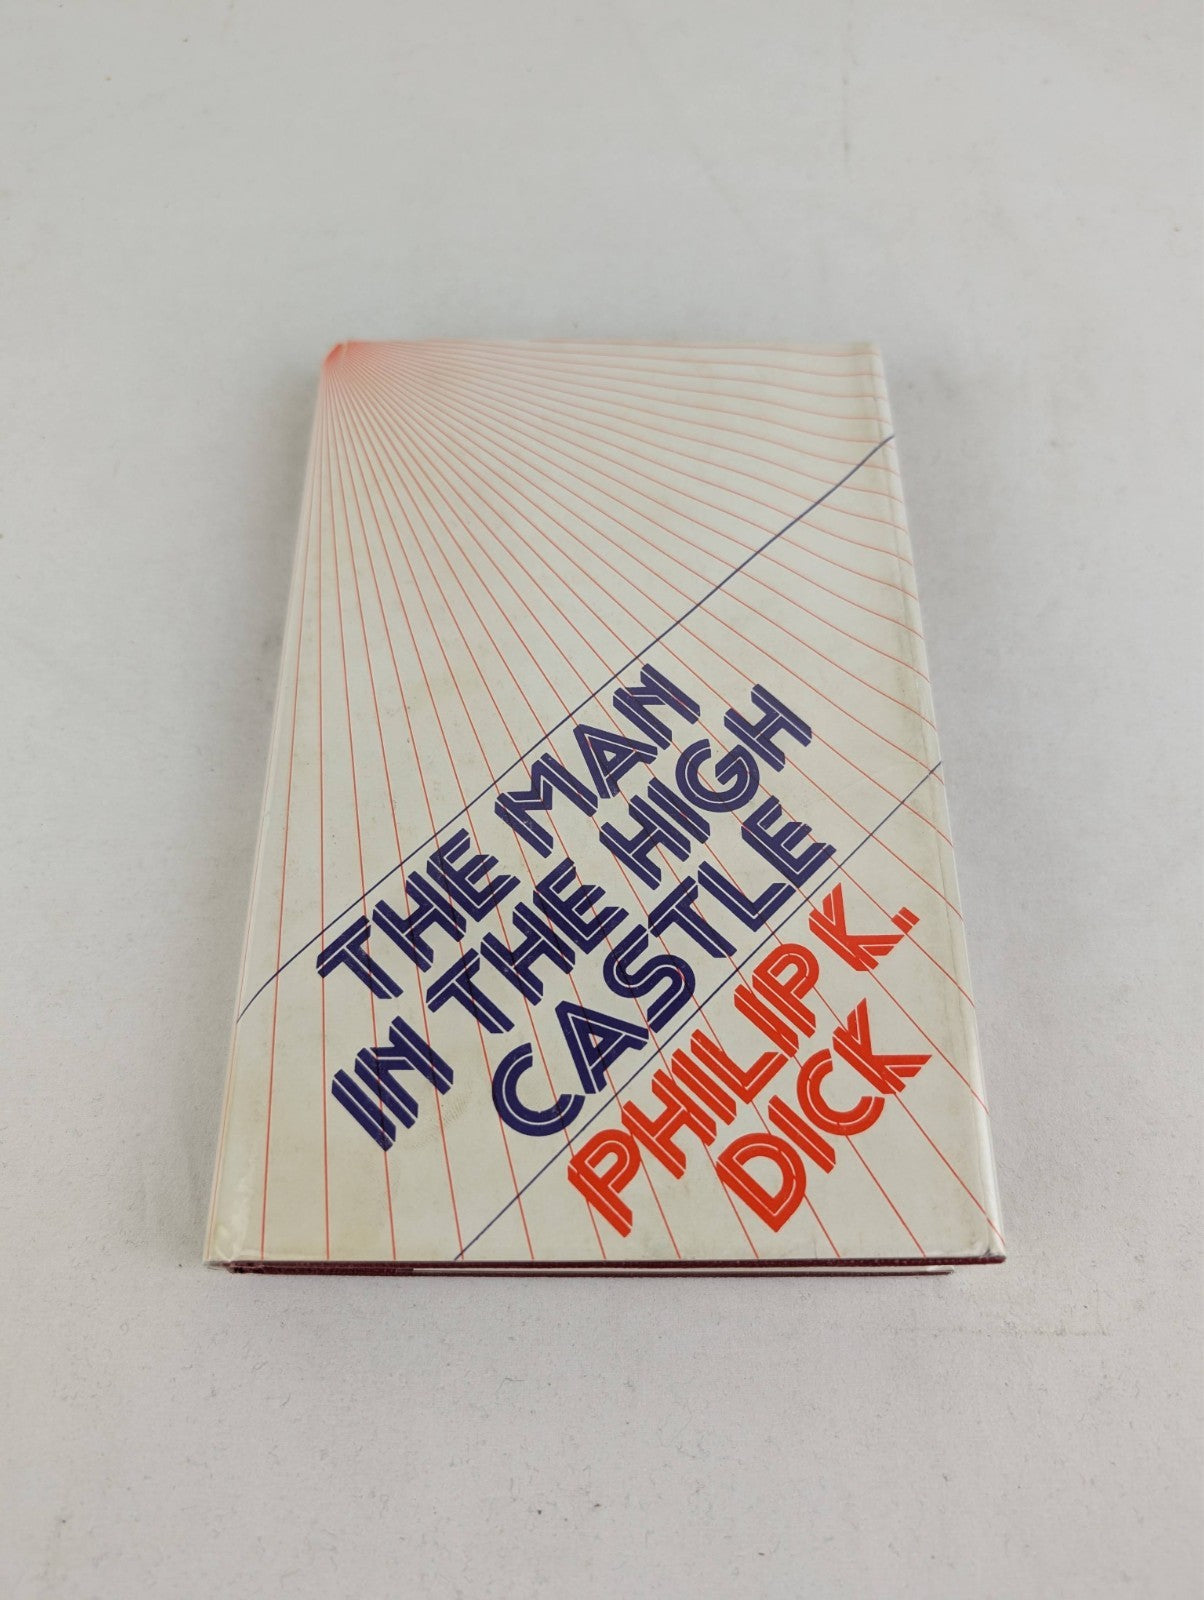 THE MAN
IN THE HIGH
CASTLE
PHILIP K.
DICK